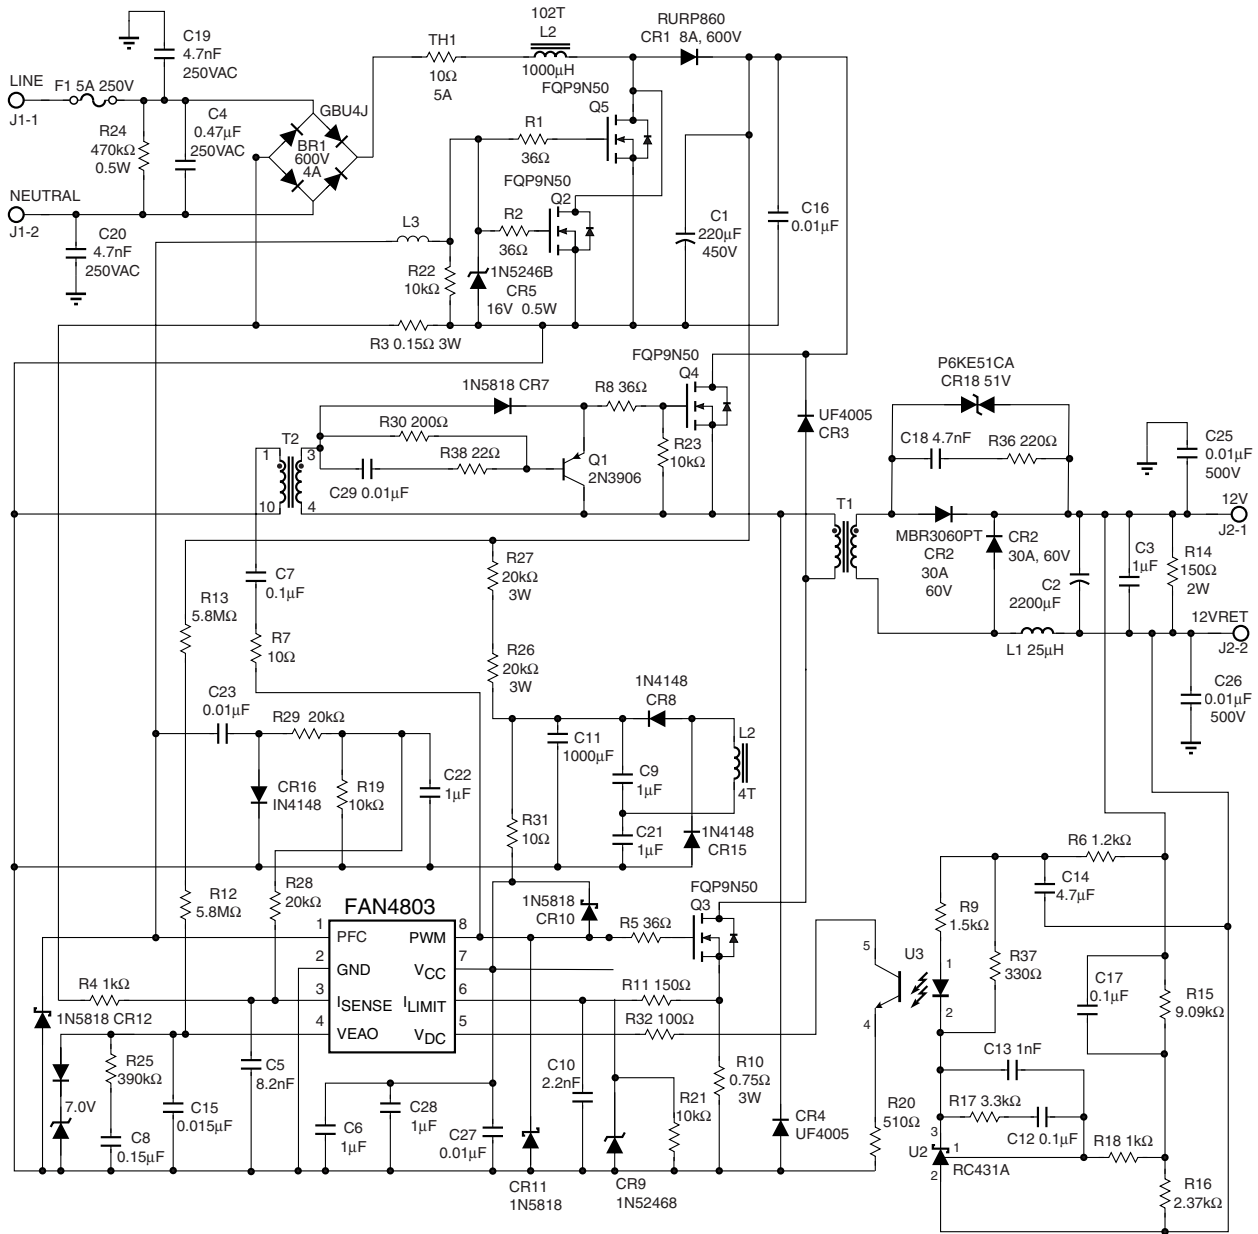 C19
4.7nF
250VAC
LINE
F1 5A 250V
J1-1
R24
470kΩ
0.5W
C4
0.47μF
250VAC
GBU4J
BR1
600V
4A
NEUTRAL
J1-2
C20
4.7nF
250VAC
TH1
10Ω
5A
102T
L2
1000μH
RURP860
CR1 8A, 600V
FQP9N50
Q5
R1
36Ω
FQP9N50
Q2
R2
36Ω
L3
R22
10kΩ
1N5246B
CR5
16V 0.5W
C1
220μF
450V
C16
0.01μF
R3 0.15Ω 3W
FQP9N50
Q4
1N5818 CR7
R8 36Ω
R30 200Ω
R38 22Ω
C29 0.01μF
Q1
2N3906
R23
10kΩ
T2
1
3
10
4
UF4005
CR3
P6KE51CA
CR18 51V
C18 4.7nF
R36 220Ω
C25
0.01μF
500V
T1
12V
J2-1
MBR3060PT
CR2
30A
60V
CR2
30A, 60V
C2
2200μF
C3
1μF
R14
150Ω
2W
12VRET
J2-2
L1 25μH
C26
0.01μF
500V
R27
20kΩ
3W
R26
20kΩ
3W
C7
0.1μF
R13
5.8MΩ
R7
10Ω
C23
0.01μF
R29 20kΩ
CR16
IN4148
R19
10kΩ
C22
1μF
1N4148
CR8
C11
1000μF
C9
1μF
L2
4T
R31
10Ω
C21
1μF
1N4148
CR15
R12
5.8MΩ
R28
20kΩ
1N5818
CR10
FQP9N50
Q3
R5 36Ω
FAN4803
1
PFC
PWM
8
2
GND
VCC
7
3
ISENSE
ILIMIT
6
4
VEAO
VDC
5
R4 1kΩ
1N5818 CR12
R11 150Ω
R32 100Ω
R25
390kΩ
7.0V
C8
0.15μF
C15
0.015μF
C5
8.2nF
C6
1μF
C28
1μF
C27
0.01μF
C10
2.2nF
CR11
1N5818
CR9
1N52468
R21
10kΩ
R10
0.75Ω
3W
CR4
UF4005
R20
510Ω
5
4
U3
1
2
R9
1.5kΩ
R37
330Ω
R6 1.2kΩ
C14
4.7μF
C17
0.1μF
R15
9.09kΩ
C13 1nF
R17 3.3kΩ
C12 0.1μF
R18 1kΩ
U2
3
1
2
RC431A
R16
2.37kΩ